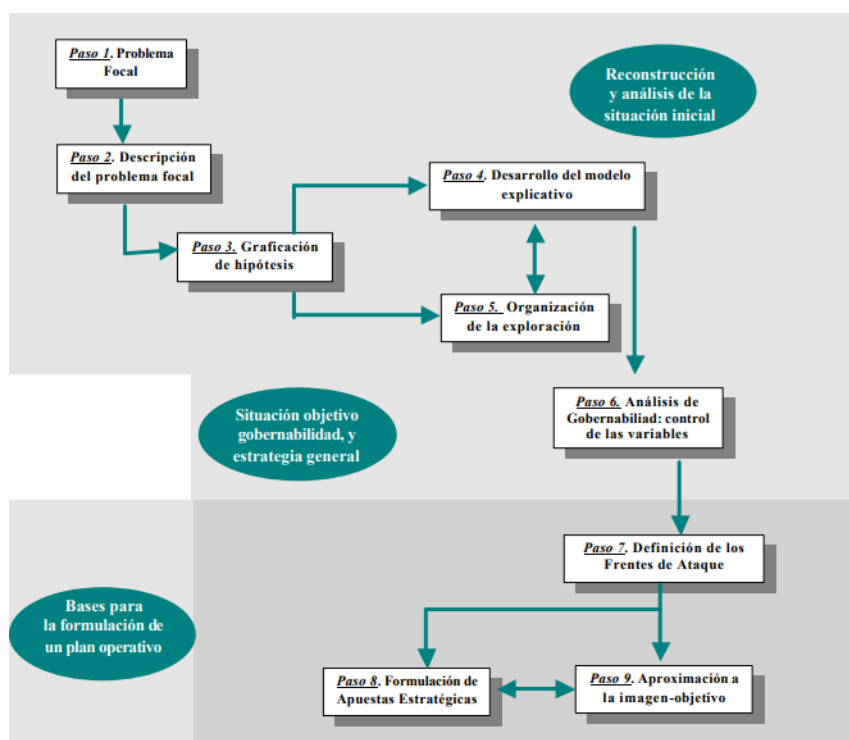 Paso 1. Problema
Focal
Reconstrucción
y análisis de la
situación inicial
Paso 2. Descripción
del problema focal
Paso 4. Desarrollo del modelo
explicativo
Paso 3. Graficación
de hipótesis
Paso 5. Organización
de la exploración
Situación objetivo
gobernabilidad, y
estrategia general
Paso 6. Análisis de
Gobernabiliad: control
de las variables
Paso 7. Definición de los
Frentes de Ataque
Bases para
la formulación de
un plan operativo
Paso 8. Formulación de
Apuestas Estratégicas
Paso 9. Aproximación a
la imagen-objetivo